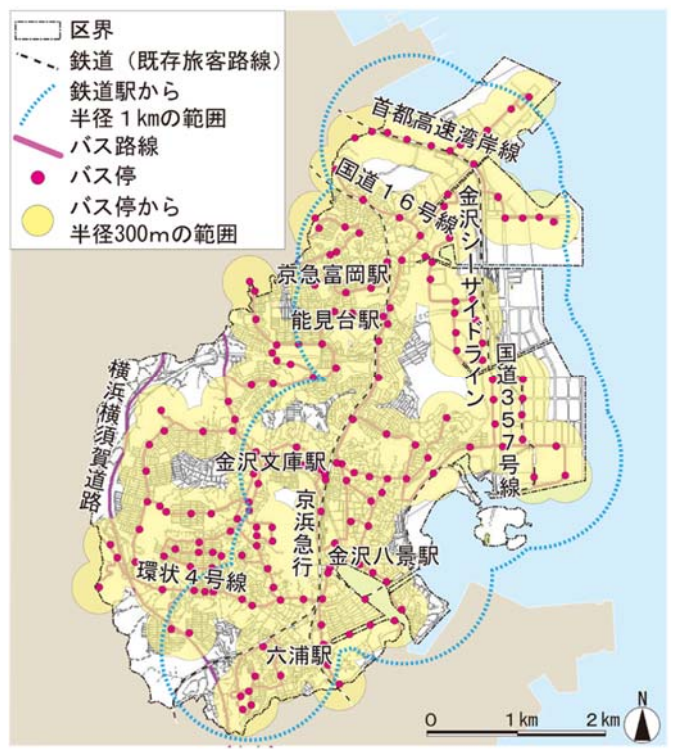 区界
鉄道（既存旅客路線）
鉄道駅から
半径１kmの範囲
バス路線
バス停
バス停から
半径300ｍの範囲
首都高速湾岸線
国道１６号線
金沢シーサイドライン
京急富岡駅
能見台駅
国道３５７号線
横浜横須賀道路
金沢文庫駅
京浜急行
金沢八景駅
環状４号線
六浦駅
N
0 1km 2km